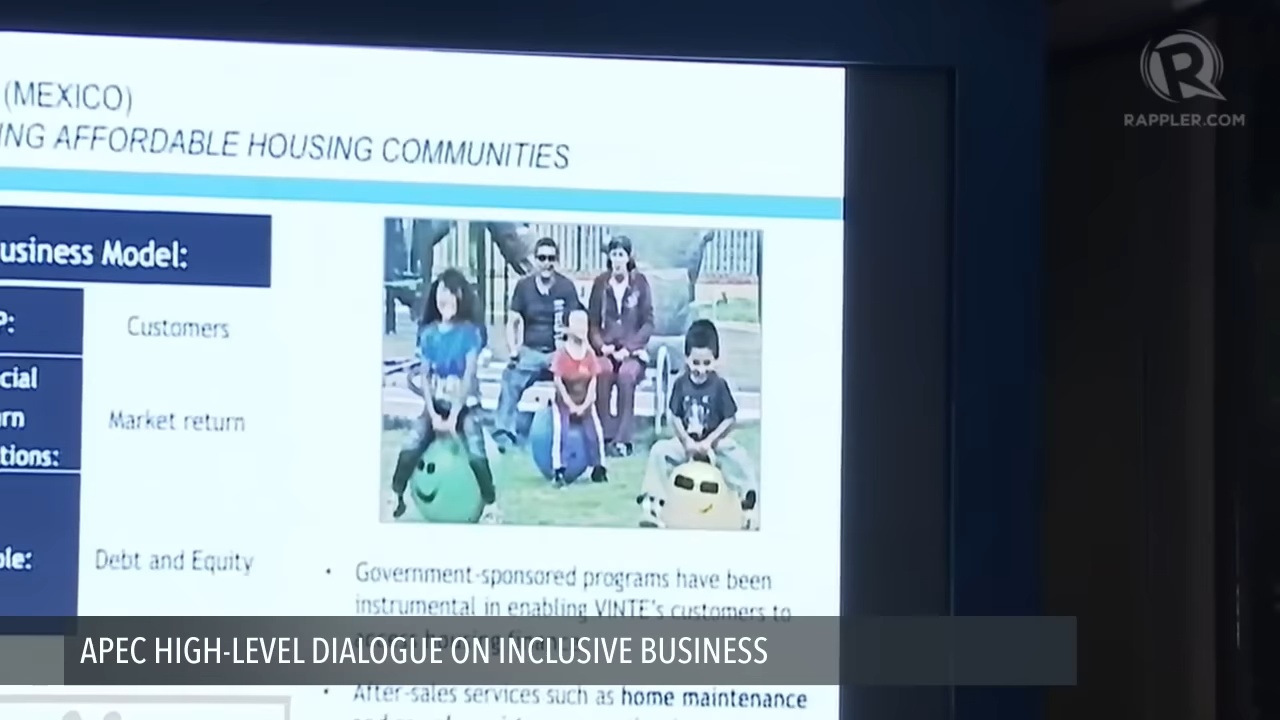 RAPPLER.COM
(MEXICO)
ING AFFORDABLE HOUSING COMMUNITIES
usiness Model:
P:
Customers
cial
rn
tions:
Market return
ble:
Debt and Equity
• Government-sponsored programs have been
instrumental in enabling VINTE's customers to
APEC HIGH-LEVEL DIALOGUE ON INCLUSIVE BUSINESS
• After-sales services such as home maintenance